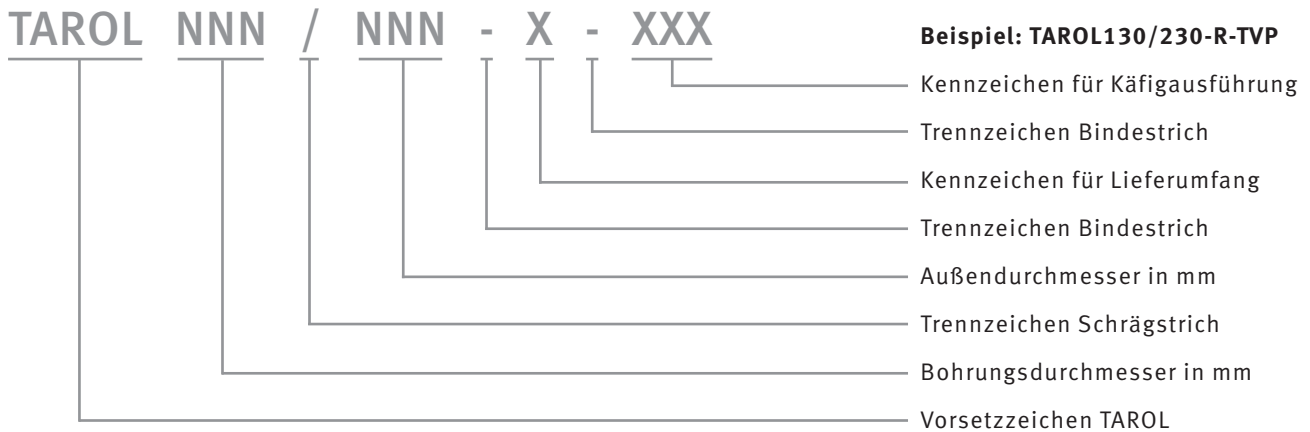 TAROL NNN / NNN - X - XXX
Beispiel: TAROL130/230-R-TVP
Kennzeichen für Käfigausführung
Trennzeichen Bindestrich
Kennzeichen für Lieferumfang
Trennzeichen Bindestrich
Außendurchmesser in mm
Trennzeichen Schrägstrich
Bohrungsdurchmesser in mm
Vorsetzzeichen TAROL